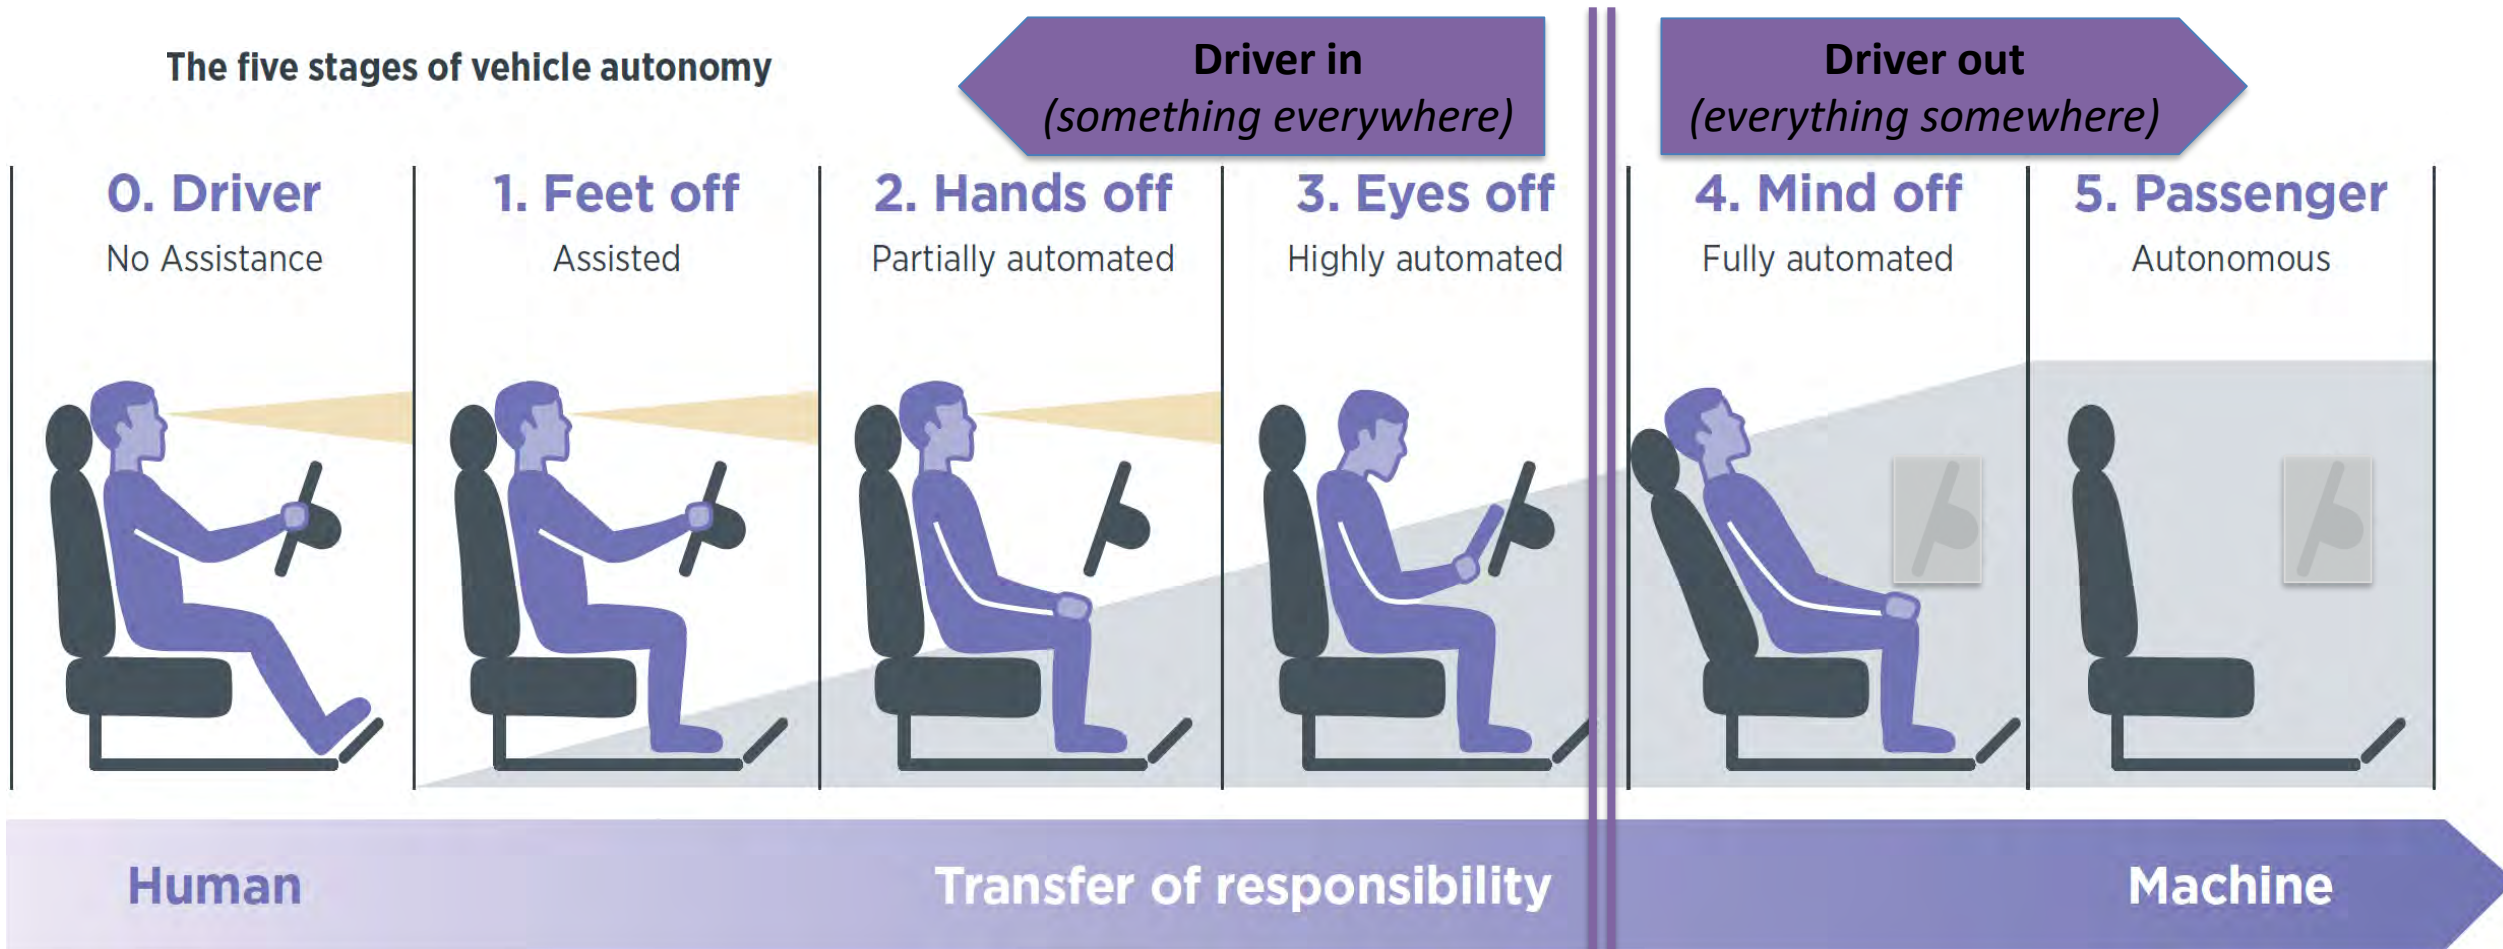 The five stages of vehicle autonomy
Driver in
(something everywhere)
Driver out
(everything somewhere)
0. Driver
No Assistance
1. Feet off
Assisted
2. Hands off
Partially automated
3. Eyes off
Highly automated
4. Mind off
Fully automated
5. Passenger
Autonomous
Human
Transfer of responsibility
Machine